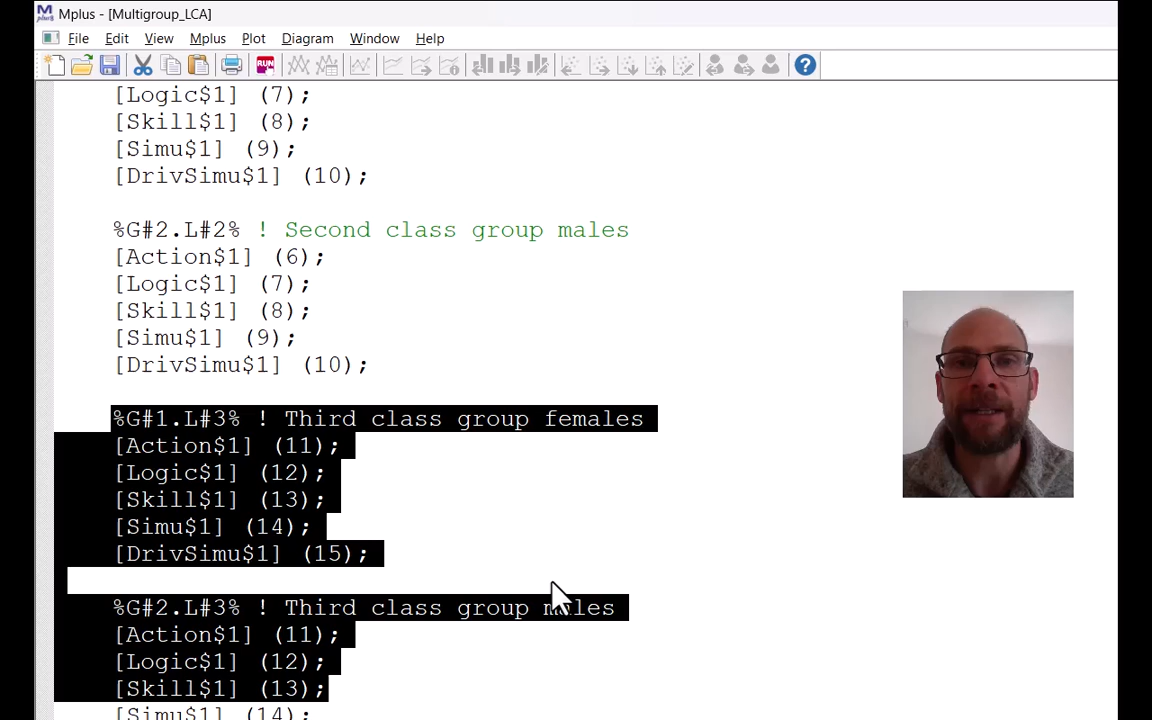 Mplus - [Multigroup_LCA]
File Edit View Mplus Plot Diagram Window Help
RUN
[Logic$1] (7);
[Skill$1] (8);
[Simu$1] (9);
[DrivSimu$1] (10);
%G#2.L#2% ! Second class group males
[Action$1] (6);
[Logic$1] (7);
[Skill$1] (8);
[Simu$1] (9);
[DrivSimu$1] (10);
%G#1.L#3% ! Third class group females
[Action$1] (11);
[Logic$1] (12);
[Skill$1] (13);
[Simu$1] (14);
[DrivSimu$1] (15);
%G#2.L#3% ! Third class group males
[Action$1] (11);
[Logic$1] (12);
[Skill$1] (13);
[Simu$1] (14);